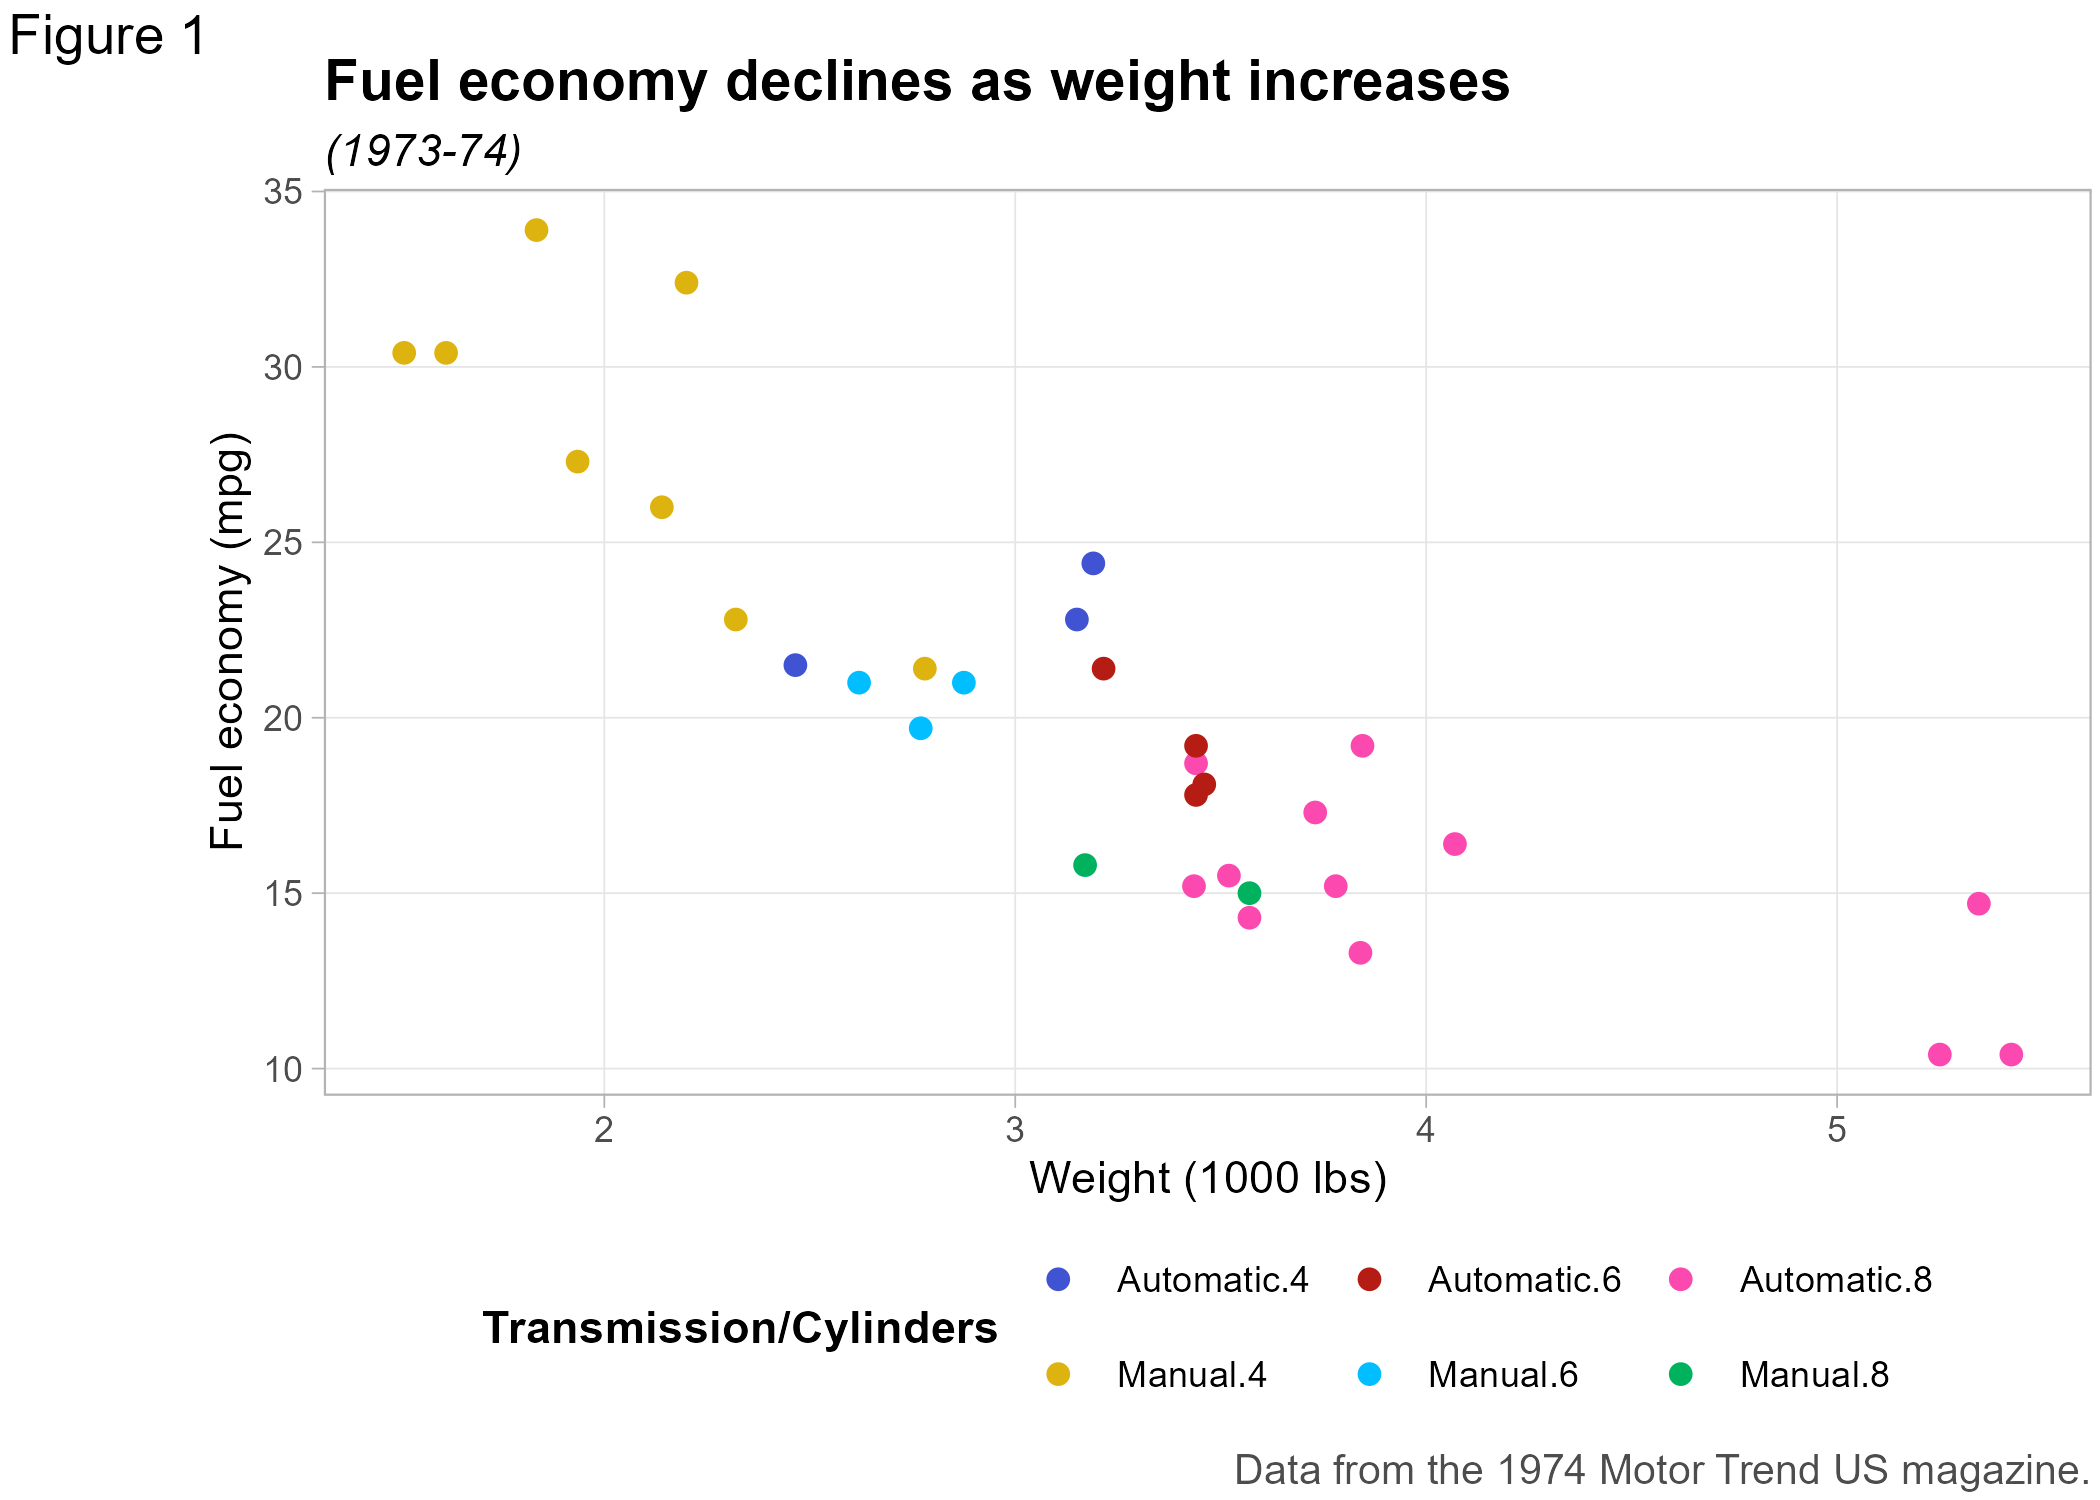 Figure 1
Fuel economy declines as weight increases
(1973-74)
35
30
25
20
15
10
Fuel economy (mpg)
2 3 4 5
Weight (1000 lbs)
Transmission/Cylinders
Automatic.4 Automatic.6 Automatic.8
Manual.4 Manual.6 Manual.8
Data from the 1974 Motor Trend US magazine.